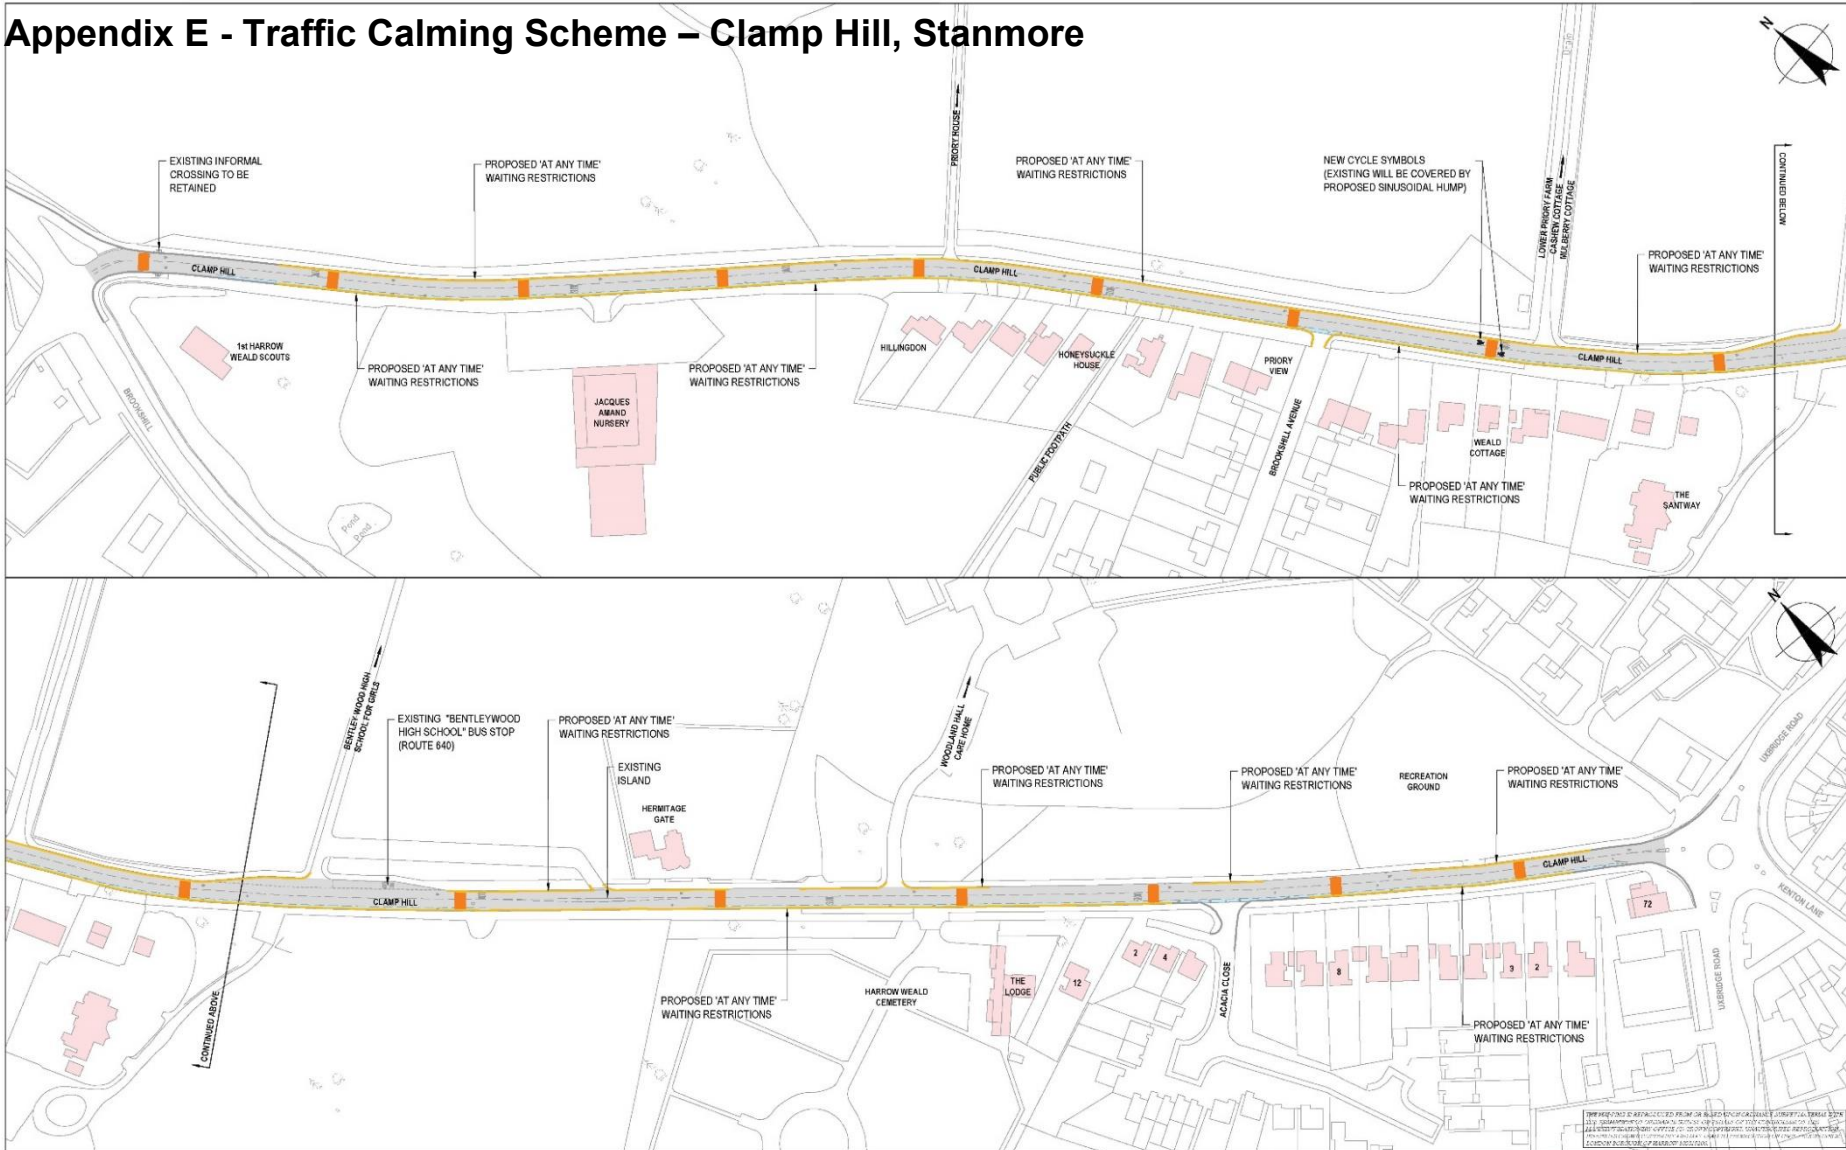 Appendix E - Traffic Calming Scheme – Clamp Hill, Stanmore
N
EXISTING INFORMAL
CROSSING TO BE
RETAINED
PROPOSED 'AT ANY TIME'
WAITING RESTRICTIONS
PRIORY HOUSE
PROPOSED 'AT ANY TIME'
WAITING RESTRICTIONS
NEW CYCLE SYMBOLS
(EXISTING WILL BE COVERED BY
PROPOSED SINUSOIDAL HUMP)
LOWER PRIORY FARM
CASHEW COTTAGE
MULBERRY COTTAGE
Drain
CONTINUED BELOW
PROPOSED 'AT ANY TIME'
WAITING RESTRICTIONS
CLAMP HILL
CLAMP HILL
CLAMP HILL
1st HARROW
WEALD SCOUTS
BROOKSHILL
PROPOSED 'AT ANY TIME'
WAITING RESTRICTIONS
JACQUES
AMAND
NURSERY
Pond
Pond
PROPOSED 'AT ANY TIME'
WAITING RESTRICTIONS
HILLINGDON
HONEYSUCKLE
HOUSE
PUBLIC FOOTPATH
PRIORY
VIEW
BROOKSHILL AVENUE
WEALD
COTTAGE
PROPOSED 'AT ANY TIME'
WAITING RESTRICTIONS
THE
SANTWAY
N
BENTLEY WOOD HIGH
SCHOOL FOR GIRLS
EXISTING "BENTLEYWOOD
HIGH SCHOOL" BUS STOP
(ROUTE 640)
PROPOSED 'AT ANY TIME'
WAITING RESTRICTIONS
EXISTING
ISLAND
HERMITAGE
GATE
WOODLAND HALL
CARE HOME
PROPOSED 'AT ANY TIME'
WAITING RESTRICTIONS
PROPOSED 'AT ANY TIME'
WAITING RESTRICTIONS
RECREATION
GROUND
PROPOSED 'AT ANY TIME'
WAITING RESTRICTIONS
UXBRIDGE ROAD
CLAMP HILL
CLAMP HILL
KENTON LANE
72
CONTINUED ABOVE
PROPOSED 'AT ANY TIME'
WAITING RESTRICTIONS
HARROW WEALD
CEMETERY
THE
LODGE
12
2
4
ACACIA CLOSE
8
3
2
PROPOSED 'AT ANY TIME'
WAITING RESTRICTIONS
UXBRIDGE ROAD